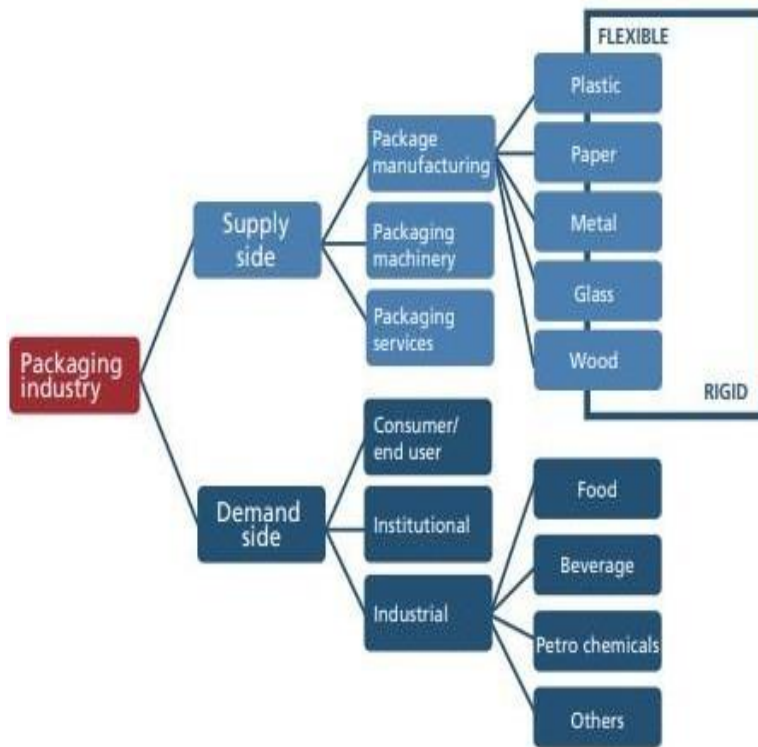 FLEXIBLE
Plastic
Package
manufacturing
Paper
Supply
side
Metal
Packaging
machinery
Glass
Packaging
services
Wood
Packaging
industry
RIGID
Consumer/
end user
Food
Demand
side
Institutional
Beverage
Industrial
Petro chemicals
Others